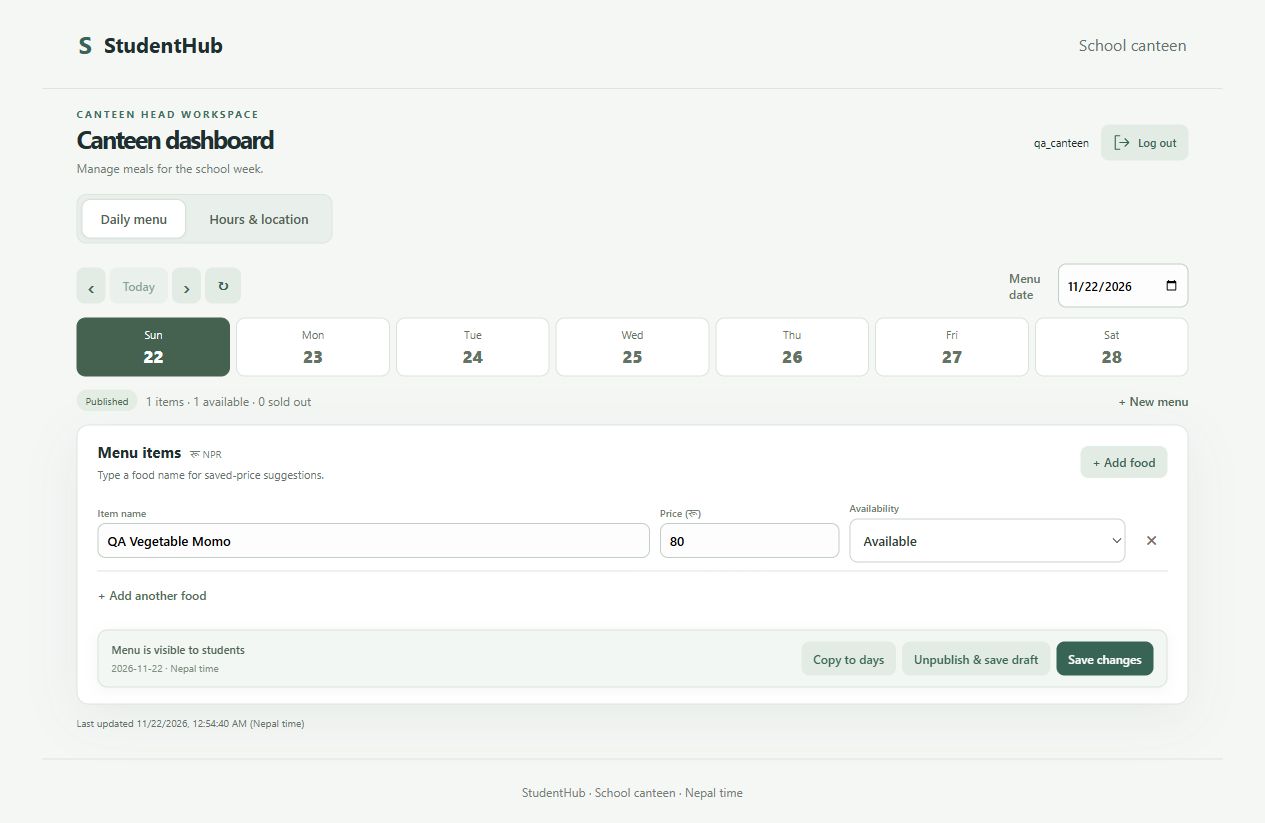 S StudentHub
School canteen
CANTEEN HEAD WORKSPACE
Canteen dashboard
Manage meals for the school week.
qa_canteen
Log out
Daily menu
Hours & location
‹ Today › ↻
Menu date
11/22/2026
Sun 22
Mon 23
Tue 24
Wed 25
Thu 26
Fri 27
Sat 28
Published 1 items · 1 available · 0 sold out
+ New menu
Menu items रू NPR
Type a food name for saved-price suggestions.
+ Add food
Item name
QA Vegetable Momo
Price (रू)
80
Availability
Available
✕
+ Add another food
Menu is visible to students
2026-11-22 · Nepal time
Copy to days
Unpublish & save draft
Save changes
Last updated 11/22/2026, 12:54:40 AM (Nepal time)
StudentHub · School canteen · Nepal time